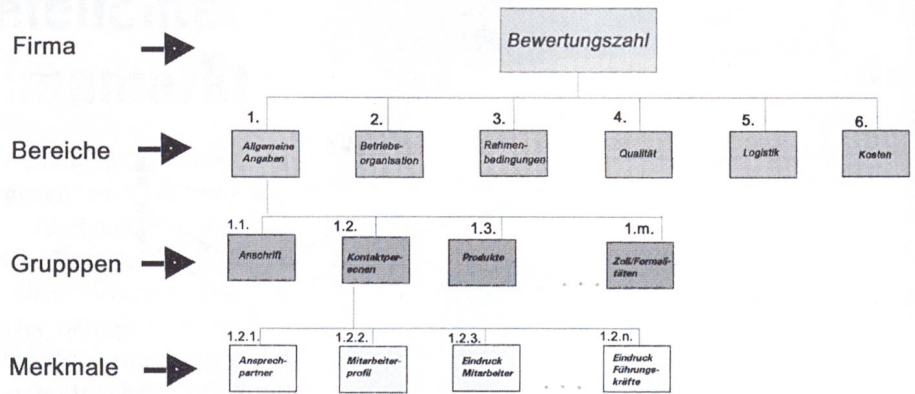 Firma
Bewertungszahl
1.
2.
3.
4.
5.
6.
Bereiche
Allgemeine
Angaben
Betriebs-
organisation
Rahmen-
bedingungen
Qualität
Logistik
Kosten
1.1.
1.2.
1.3.
1.m.
Grupppen
Anschrift
Kontaktper-
sonen
Produkte
. . .
Zoll/Formali-
täten
1.2.1.
1.2.2.
1.2.3.
1.2.n.
Merkmale
Ansprech-
partner
Mitarbeiter-
profil
Eindruck
Mitarbeiter
. . .
Eindruck
Führungs-
kräfte